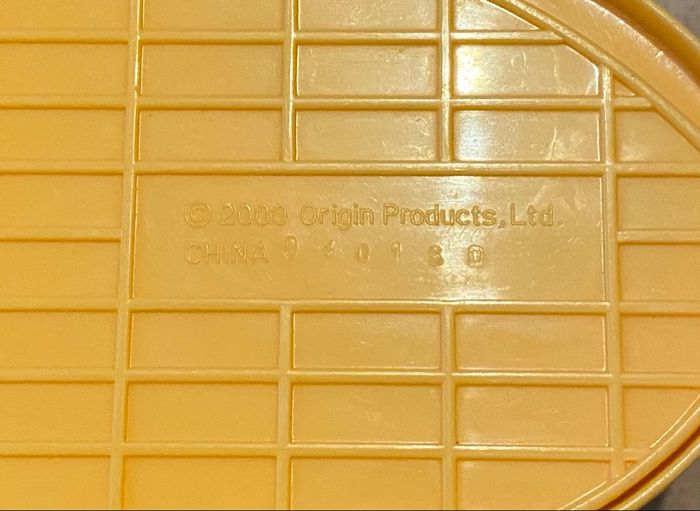 © 2000 Origin Products, Ltd.
CHINA